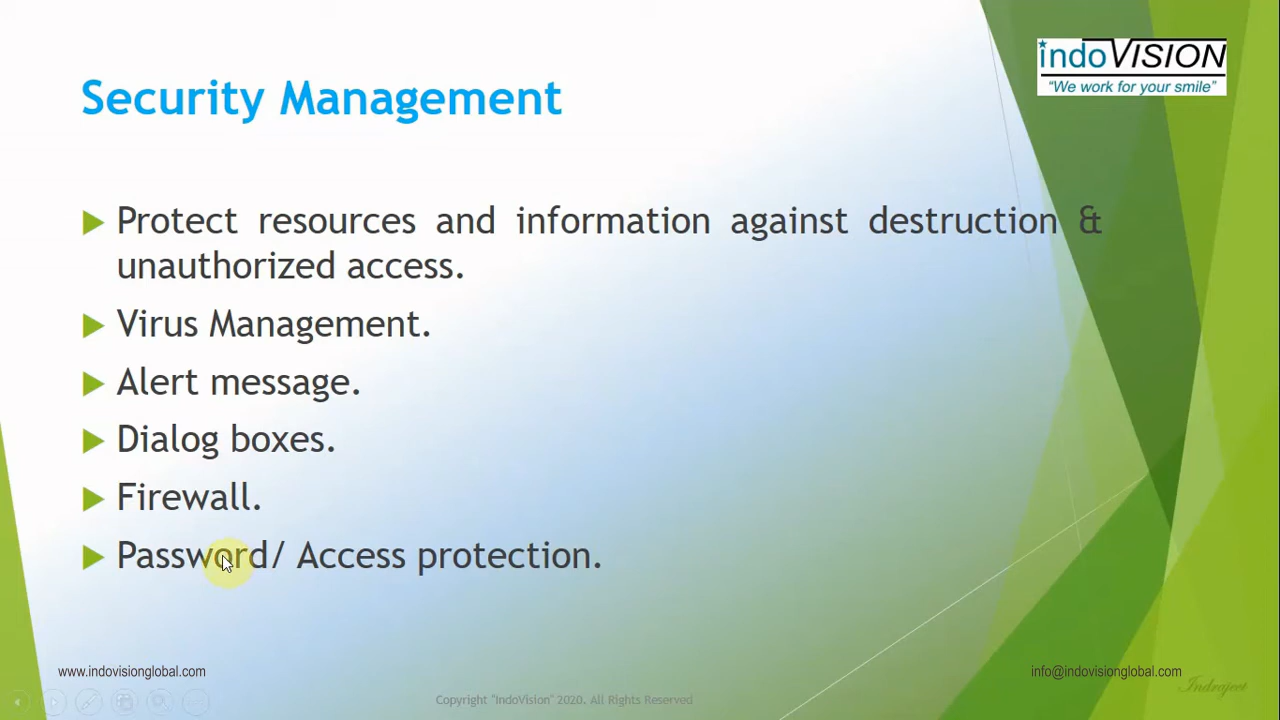 indoVISION
"We work for your smile"
Security Management
Protect resources and information against destruction &
unauthorized access.
Virus Management.
Alert message.
Dialog boxes.
Firewall.
Password/ Access protection.
www.indovisionglobal.com
info@indovisionglobal.com
Indrajeet
Copyright "IndoVision" 2020. All Rights Reserved